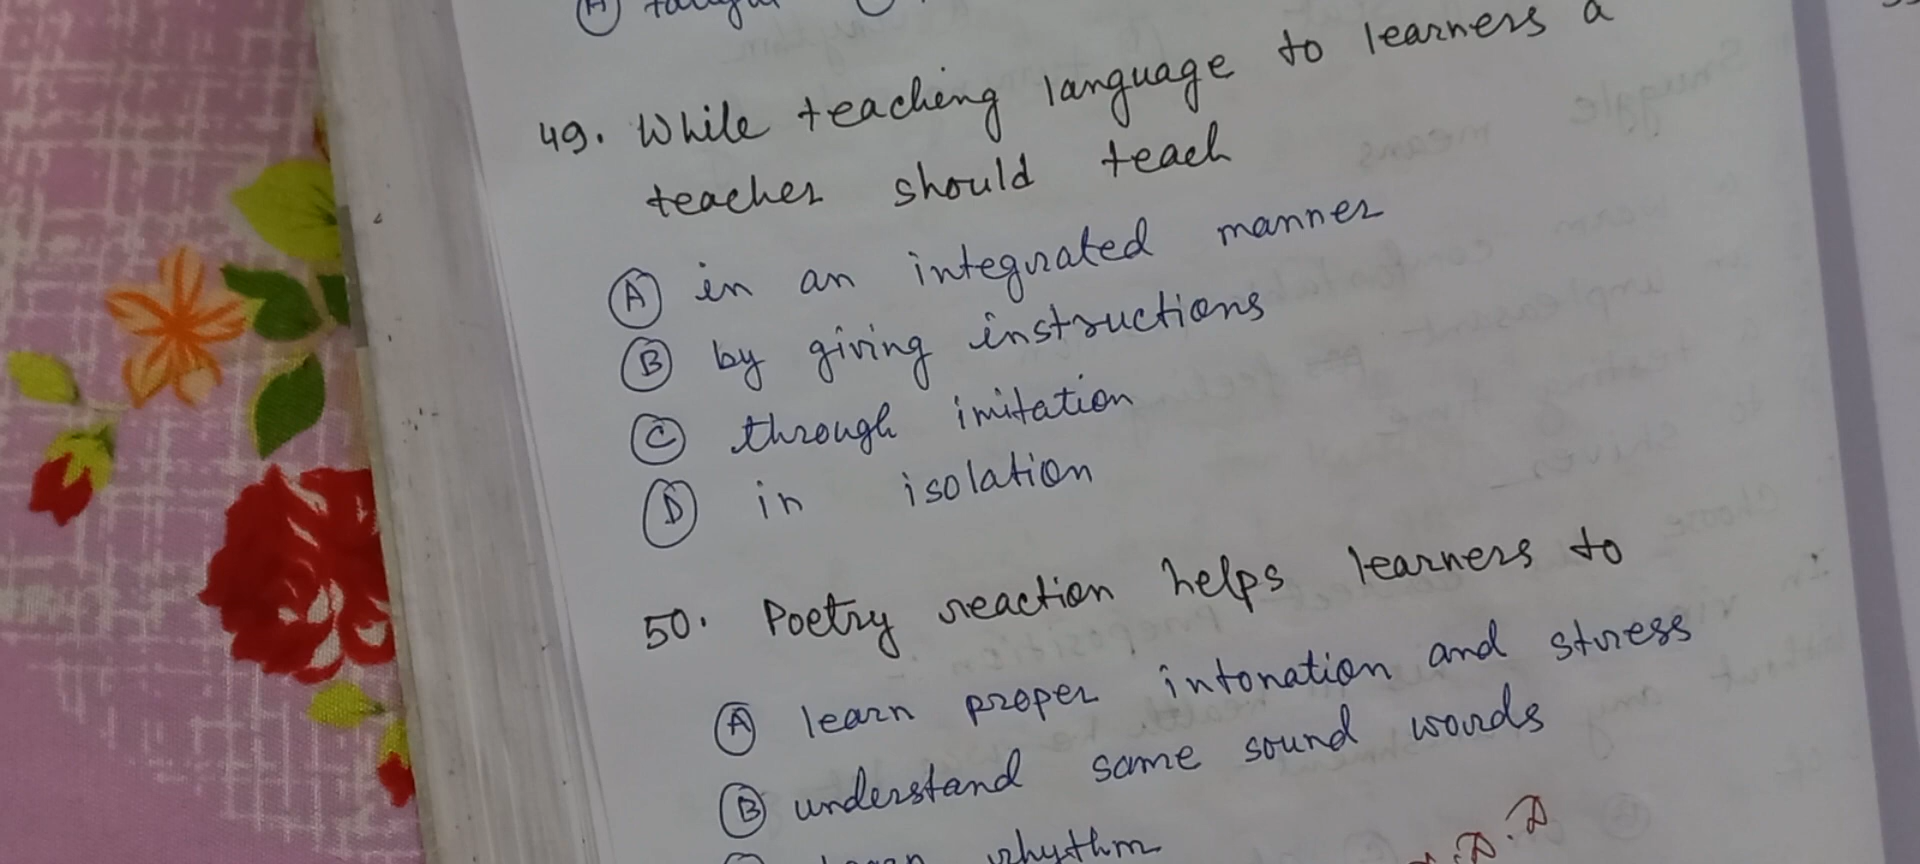 49. While teaching language to learners a
teacher should teach
(A) in an integrated manner
(B) by giving instructions
(C) through imitation
(D) in isolation
50. Poetry reaction helps learners to
(A) learn proper intonation and stress
(B) understand same sound words
rhythm